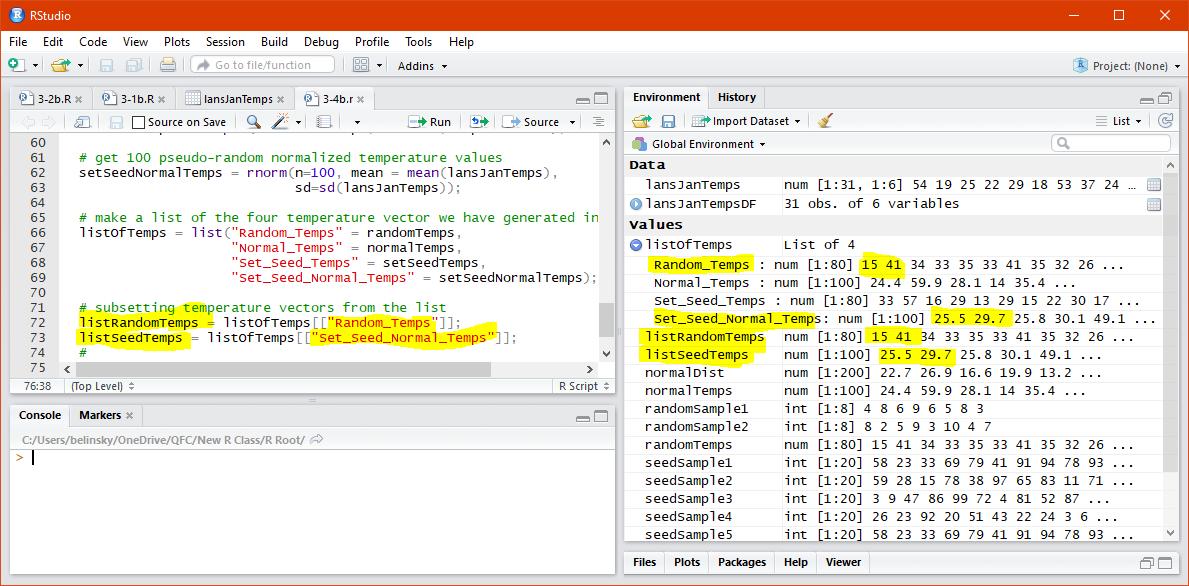 RStudio
File Edit Code View Plots Session Build Debug Profile Tools Help
Go to file/function Addins Project: (None)
3-2b.R 3-1b.R lansJanTemps 3-4b.r
Source on Save Run Source
60
61 # get 100 pseudo-random normalized temperature values
62 setSeedNormalTemps = rnorm(n=100, mean = mean(lansJanTemps),
63 sd=sd(lansJanTemps));
64
65 # make a list of the four temperature vector we have generated in
66 listOfTemps = list("Random_Temps" = randomTemps,
67 "Normal_Temps" = normalTemps,
68 "Set_Seed_Temps" = setSeedTemps,
69 "Set_Seed_Normal_Temps" = setSeedNormalTemps);
70
71 # subsetting temperature vectors from the list
72 listRandomTemps = listOfTemps[["Random_Temps"]];
73 listSeedTemps = listOfTemps[["Set_Seed_Normal_Temps"]];
74 #
75
76:38 (Top Level) R Script
Console Markers
C:/Users/belinsky/OneDrive/QFC/New R Class/R Root/
>
Environment History
Import Dataset List
Global Environment
Data
lansJanTemps num [1:31, 1:6] 54 19 25 22 29 18 53 37 24 …
lansJanTempsDF 31 obs. of 6 variables
Values
listOfTemps List of 4
Random_Temps : num [1:80] 15 41 34 33 35 33 41 35 32 26 ...
Normal_Temps : num [1:100] 24.4 59.9 28.1 14 35.4 ...
Set_Seed_Temps : num [1:80] 33 57 16 29 13 29 15 22 30 17 ...
Set_Seed_Normal_Temps: num [1:100] 25.5 29.7 25.8 30.1 49.1 ...
listRandomTemps num [1:80] 15 41 34 33 35 33 41 35 32 26 ...
listSeedTemps num [1:100] 25.5 29.7 25.8 30.1 49.1 ...
normalDist num [1:200] 22.7 26.9 16.6 19.9 13.2 ...
normalTemps num [1:100] 24.4 59.9 28.1 14 35.4 ...
randomSample1 int [1:8] 4 8 6 9 6 5 8 3
randomSample2 int [1:8] 8 2 5 9 3 10 4 7
randomTemps num [1:80] 15 41 34 33 35 33 41 35 32 26 ...
seedSample1 int [1:20] 58 23 33 69 79 41 91 94 78 93 ...
seedSample2 int [1:20] 59 28 15 78 38 97 65 83 11 71 ...
seedSample3 int [1:20] 3 9 47 86 99 72 4 81 52 87 ...
seedSample4 int [1:20] 26 23 92 20 51 43 22 24 3 6 ...
seedSample5 int [1:20] 58 23 33 69 79 41 91 94 78 93 ...
Files Plots Packages Help Viewer